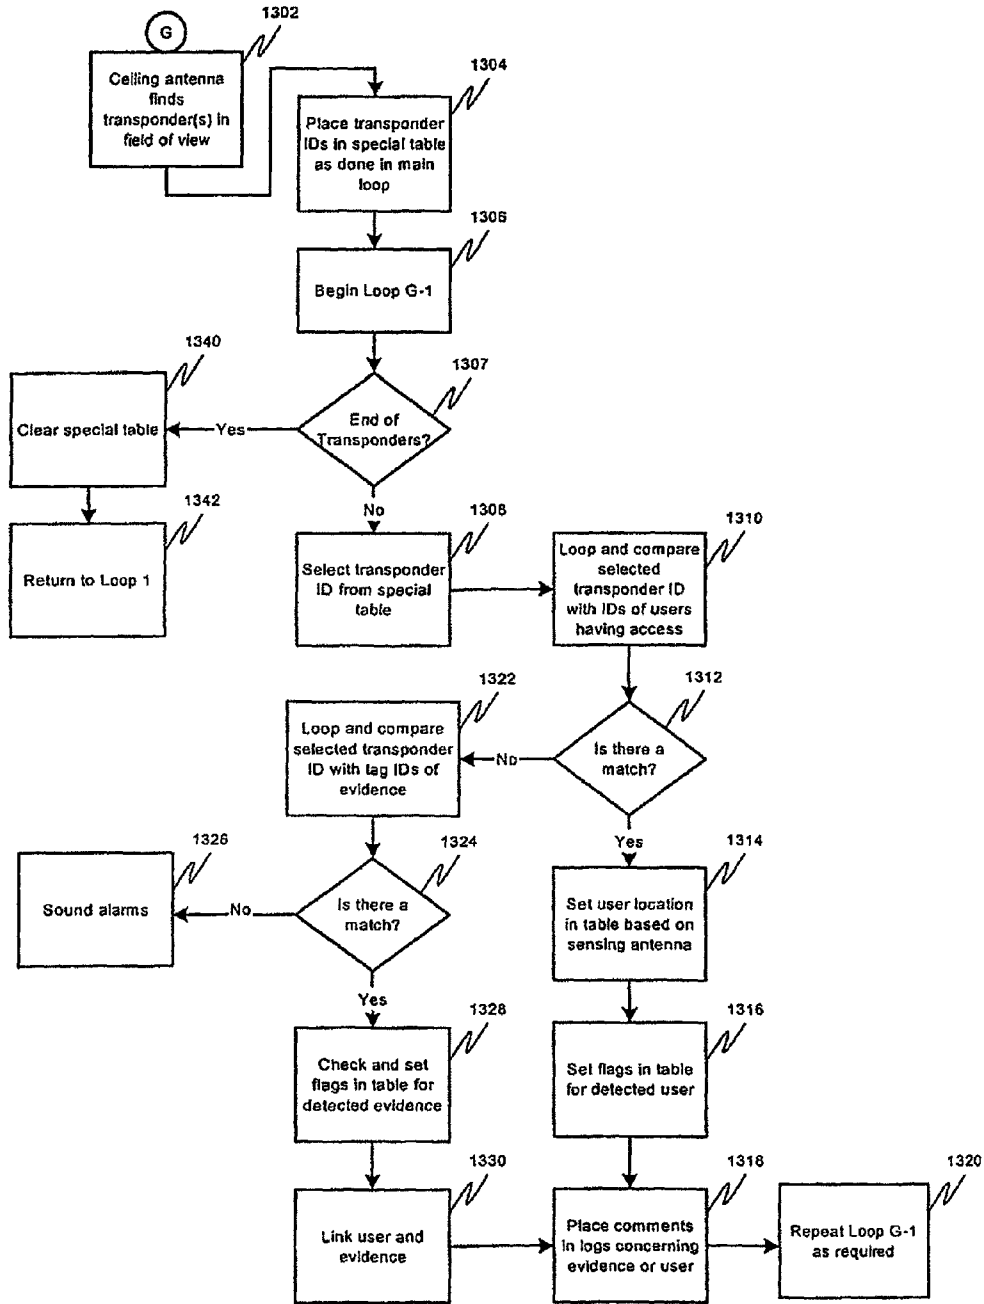 1302
G
Ceiling antenna
finds
transponder(s) in
field of view
1304
Place transponder
IDs in special table
as done in main
loop
1306
Begin Loop G-1
1340
Clear special table
1307
End of
Transponders?
Yes
No
1342
Return to Loop 1
1308
Select transponder
ID from special
table
1310
Loop and compare
selected
transponder ID
with IDs of users
having access
1322
Loop and compare
selected transponder
ID with tag IDs of
evidence
1312
Is there a
match?
No
Yes
1326
Sound alarms
1324
Is there a
match?
No
Yes
1314
Set user location
in table based on
sensing antenna
1328
Check and set
flags in table for
detected evidence
1316
Set flags in table
for detected user
1330
Link user and
evidence
1318
Place comments
in logs concerning
evidence or user
1320
Repeat Loop G-1
as required